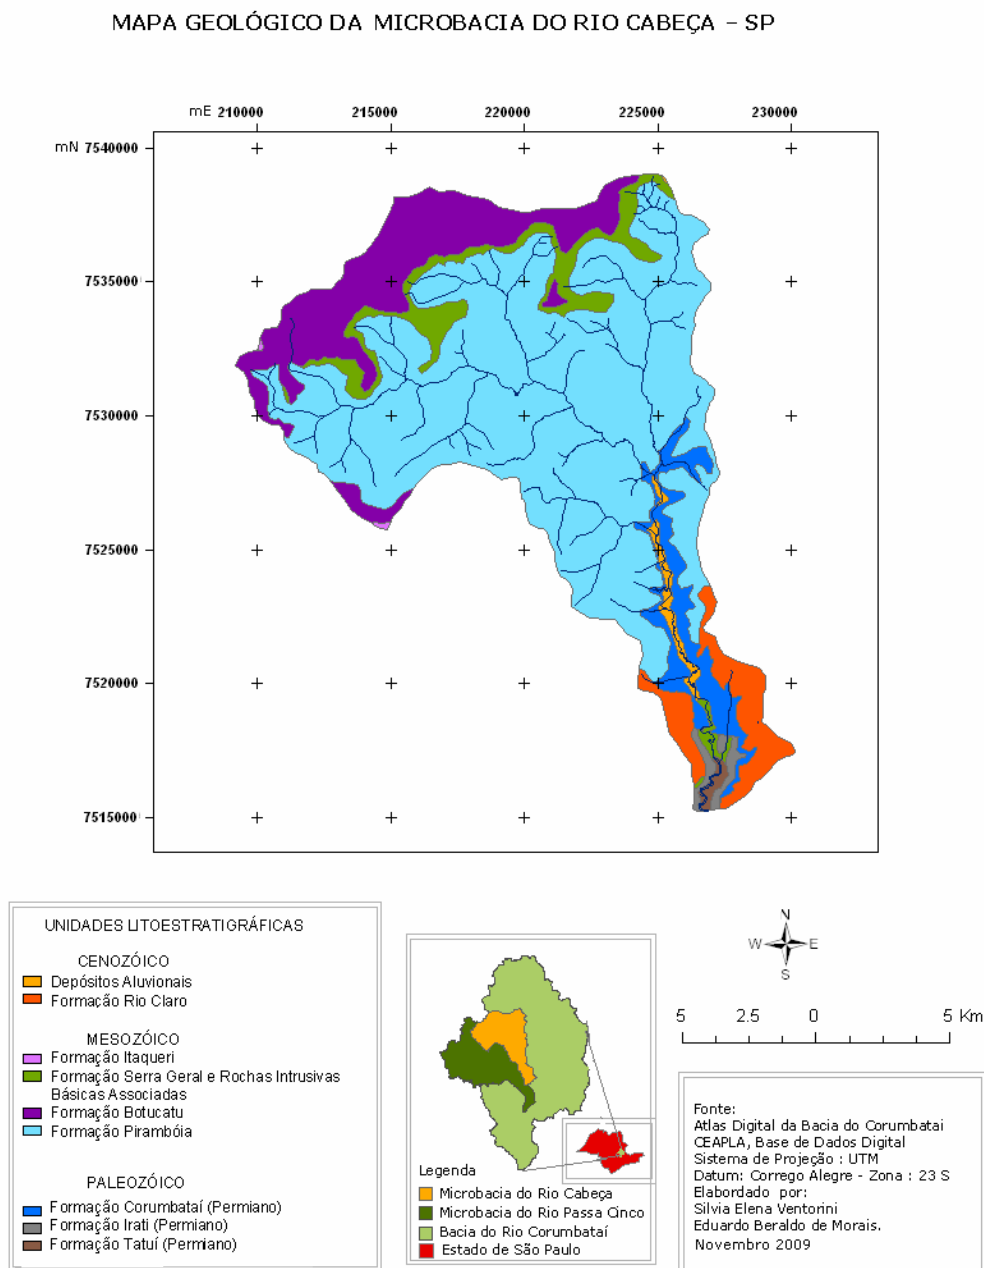 MAPA GEOLÓGICO DA MICROBACIA DO RIO CABEÇA – SP
mE 210000 215000 220000 225000 230000
mN 7540000
7535000
7530000
7525000
7520000
7515000
UNIDADES LITOESTRATIGRÁFICAS
CENOZÓICO
Depósitos Aluvionais
Formação Rio Claro
MESOZÓICO
Formação Itaqueri
Formação Serra Geral e Rochas Intrusivas
Básicas Associadas
Formação Botucatu
Formação Pirambóia
PALEOZÓICO
Formação Corumbataí (Permiano)
Formação Irati (Permiano)
Formação Tatuí (Permiano)
Legenda
Microbacia do Rio Cabeça
Microbacia do Rio Passa Cinco
Bacia do Rio Corumbataí
Estado de São Paulo
N
W E
S
5 2.5 0 5 Km
Fonte:
Atlas Digital da Bacia do Corumbatai
CEAPLA, Base de Dados Digital
Sistema de Projeção : UTM
Datum: Corrego Alegre - Zona : 23 S
Elaborado por:
Silvia Elena Ventorini
Eduardo Beraldo de Morais.
Novembro 2009